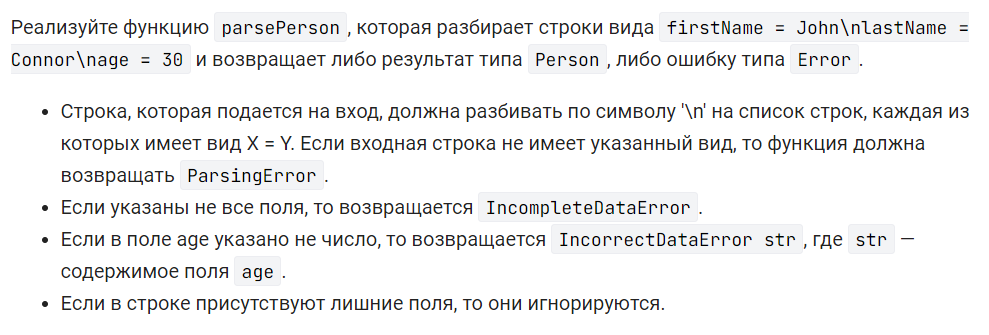 Реализуйте функцию parsePerson, которая разбирает строки вида firstName = John\nlastName =
Connor\nage = 30 и возвращает либо результат типа Person, либо ошибку типа Error.
• Строка, которая подается на вход, должна разбивать по символу '\n' на список строк, каждая из
которых имеет вид X = Y. Если входная строка не имеет указанный вид, то функция должна
возвращать ParsingError.
• Если указаны не все поля, то возвращается IncompleteDataError.
• Если в поле age указано не число, то возвращается IncorrectDataError str, где str —
содержимое поля age.
• Если в строке присутствуют лишние поля, то они игнорируются.